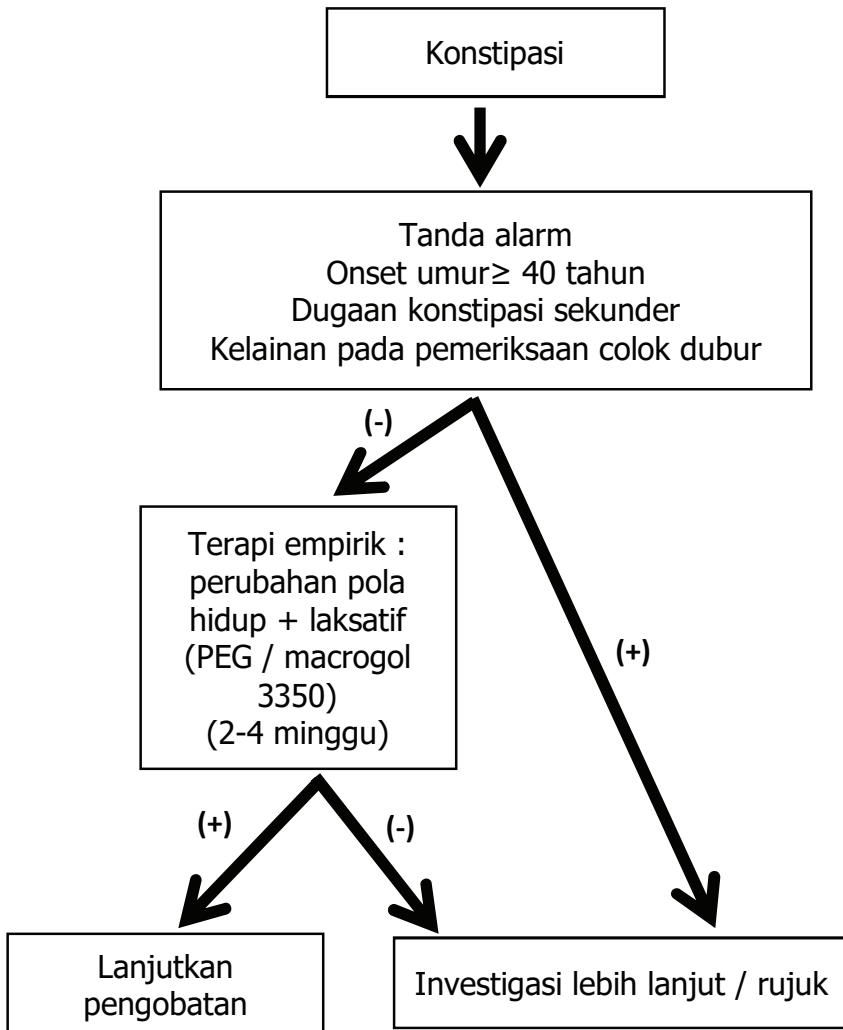 Konstipasi
Tanda alarm
Onset umur≥ 40 tahun
Dugaan konstipasi sekunder
Kelainan pada pemeriksaan colok dubur
(-)
Terapi empirik :
perubahan pola
hidup + laksatif
(PEG / macrogol
3350)
(2-4 minggu)
(+)
(+)
(-)
Lanjutkan
pengobatan
Investigasi lebih lanjut / rujuk